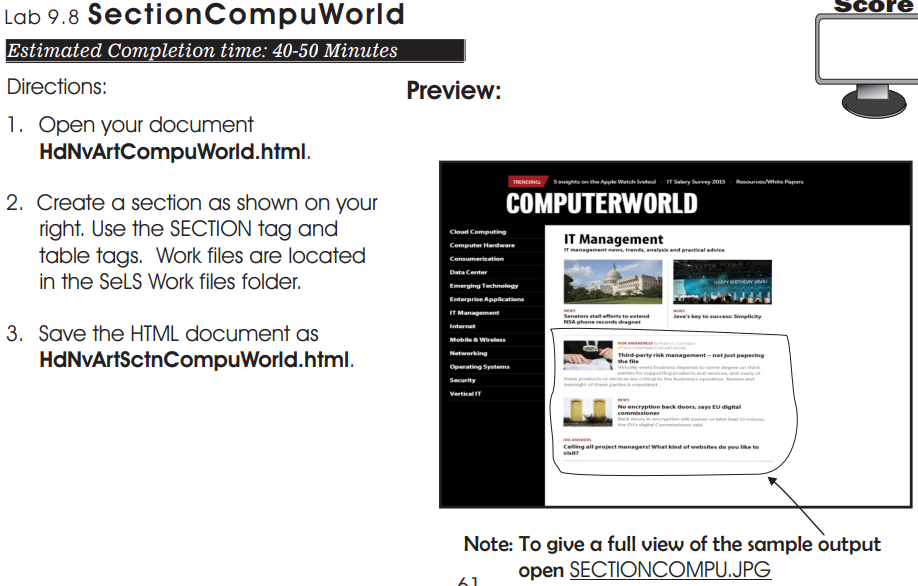 Lab 9.8 SectionCompuWorld
Score
Estimated Completion time: 40-50 Minutes
Directions:
1. Open your document
HdNvArtCompuWorld.html.
2. Create a section as shown on your
right. Use the SECTION tag and
table tags. Work files are located
in the SeLS Work files folder.
3. Save the HTML document as
HdNvArtSctnCompuWorld.html.
Preview:
TRENDING: 5 insights on the Apple Watch (video) · IT Salary Survey 2015 · Resources/White Papers
COMPUTERWORLD
Cloud Computing
Computer Hardware
Consumerization
Data Center
Emerging Technology
Enterprise Applications
IT Management
Internet
Mobile & Wireless
Networking
Operating Systems
Security
Vertical IT
IT Management
IT management news, trends, analysis and practical advice
NEWS
Senators stall efforts to extend
NSA phone records dragnet
HAPPY BIRTHDAY JAVA!
NEWS
Java's key to success: Simplicity
RISK AWARENESS
Third-party risk management -- not just papering
the file
Virtually every business depends to some degree on third
parties for supporting products and services, and many of
these products or services are critical to the business's operation. Review and
oversight of these parties is mandated...
NEWS
No encryption back doors, says EU digital
commissioner
Back doors in encryption will sooner or later lead to misuse,
the EU's digital Commissioner said.
IDG ANSWERS
Calling all project managers! What kind of websites do you like to
visit?
Note: To give a full view of the sample output
open SECTIONCOMPU.JPG
61